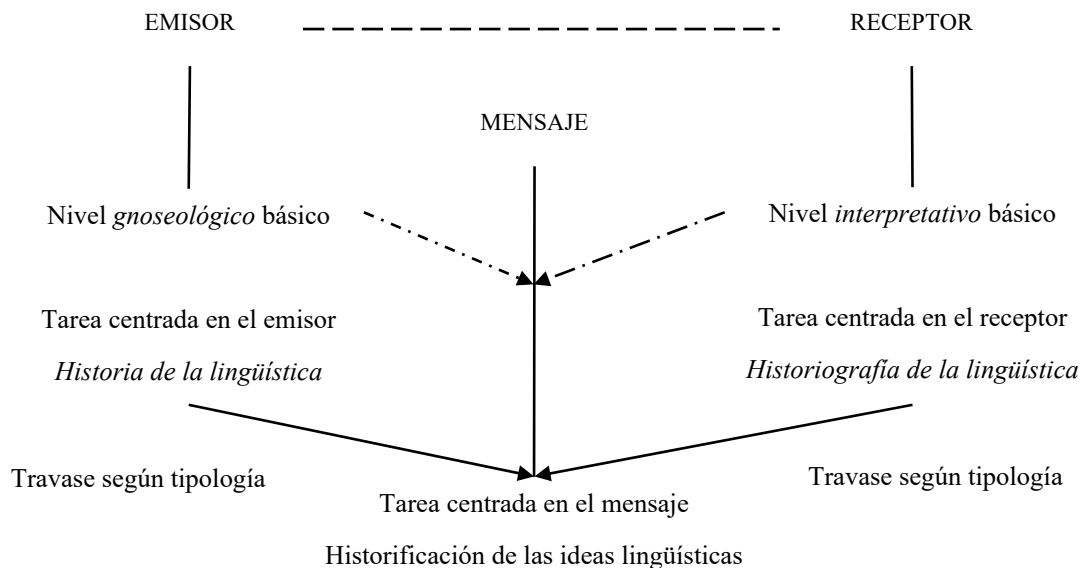 EMISOR
RECEPTOR
MENSAJE
Nivel gnoseológico básico
Nivel interpretativo básico
Tarea centrada en el emisor
Tarea centrada en el receptor
Historia de la lingüística
Historiografía de la lingüística
Travase según tipología
Travase según tipología
Tarea centrada en el mensaje
Historificación de las ideas lingüísticas